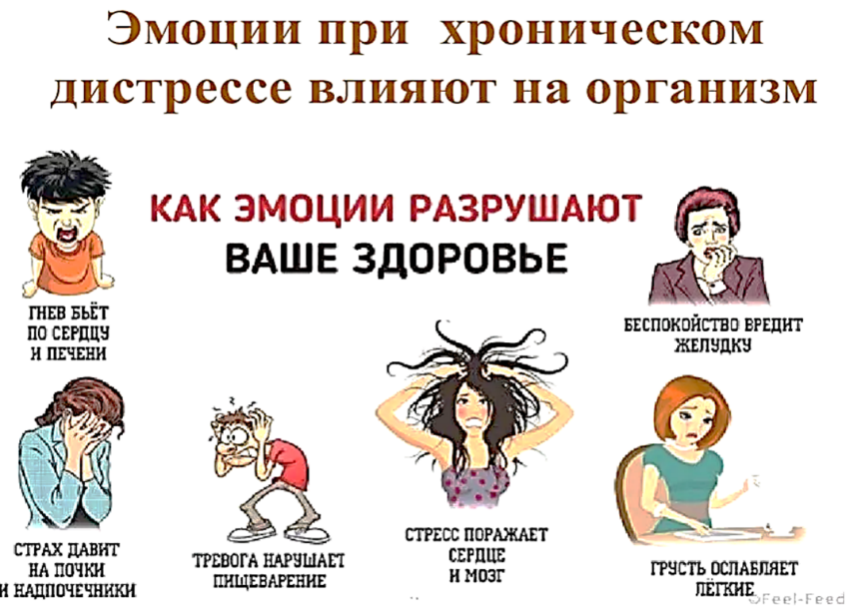 Эмоции при хроническом
дистрессе влияют на организм
КАК ЭМОЦИИ РАЗРУШАЮТ
ВАШЕ ЗДОРОВЬЕ
ГНЕВ БЬЁТ
ПО СЕРДЦУ
И ПЕЧЕНИ
БЕСПОКОЙСТВО ВРЕДИТ
ЖЕЛУДКУ
СТРАХ ДАВИТ
НА ПОЧКИ
И НАДПОЧЕЧНИКИ
ТРЕВОГА НАРУШАЕТ
ПИЩЕВАРЕНИЕ
СТРЕСС ПОРАЖАЕТ
СЕРДЦЕ
И МОЗГ
ГРУСТЬ ОСЛАБЛЯЕТ
ЛЁГКИЕ
©Feel-Feed